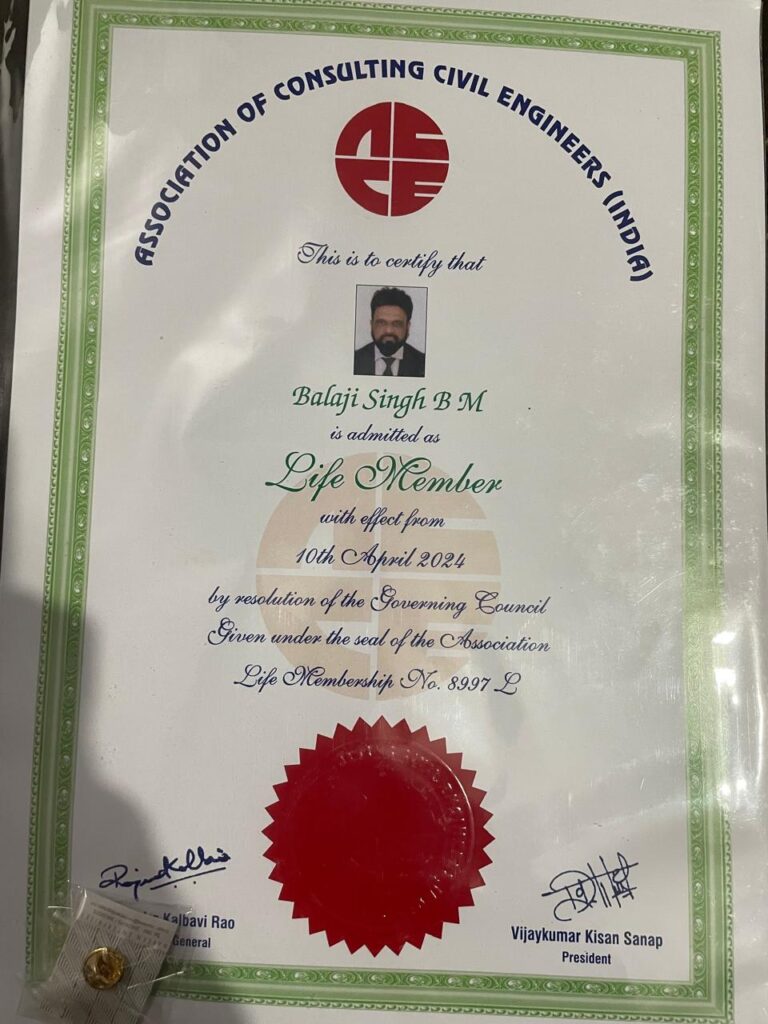 ASSOCIATION OF CONSULTING CIVIL ENGINEERS (INDIA)
ACCE
This is to certify that
Balaji Singh B M
is admitted as
Life Member
with effect from
10th April 2024
by resolution of the Governing Council
Given under the seal of the Association
Life Membership No. 8997 L
Kalbavi Rao
General
Vijaykumar Kisan Sanap
President